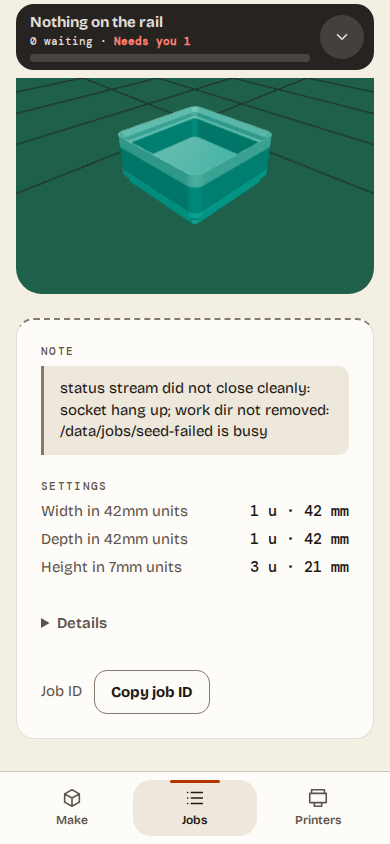 Nothing on the rail
0 waiting · Needs you 1
NOTE
status stream did not close cleanly:
socket hang up; work dir not removed:
/data/jobs/seed-failed is busy
SETTINGS
Width in 42mm units 1 u · 42 mm
Depth in 42mm units 1 u · 42 mm
Height in 7mm units 3 u · 21 mm
Details
Job ID Copy job ID
Make Jobs Printers